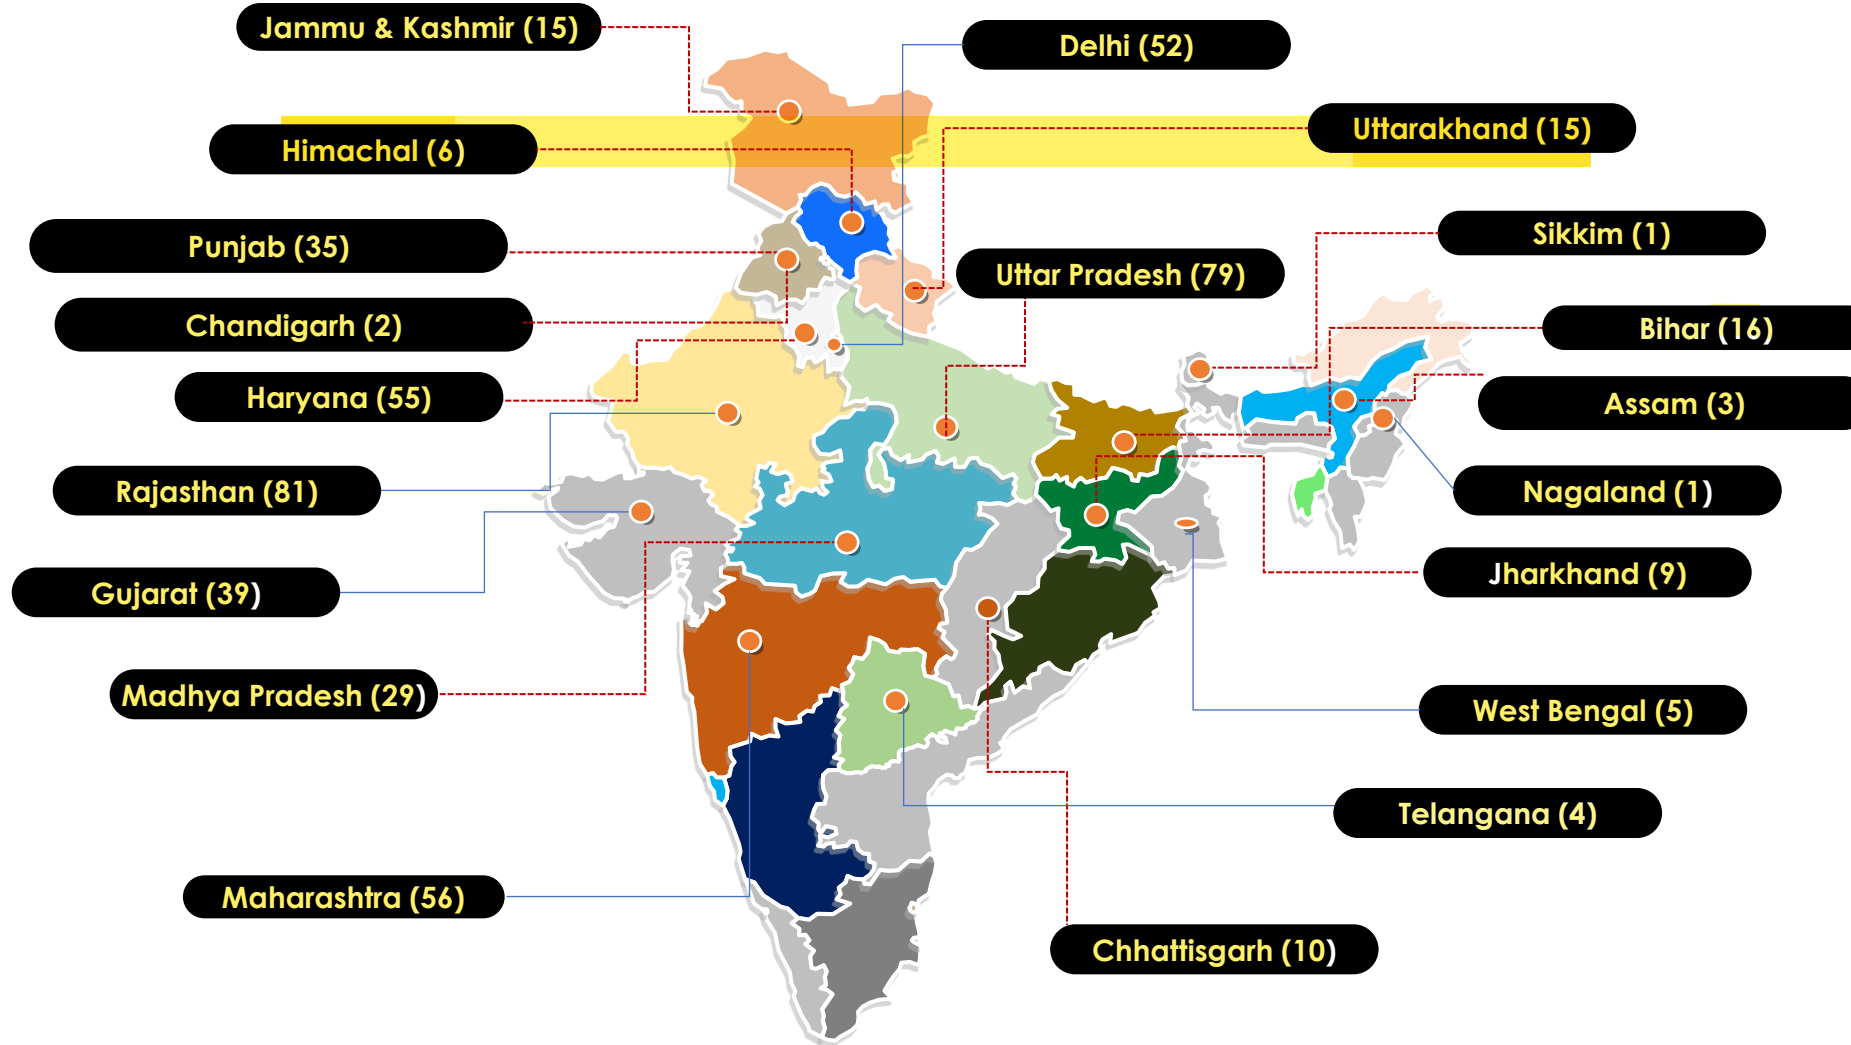 Jammu & Kashmir (15)
Delhi (52)
Himachal (6)
Uttarakhand (15)
Punjab (35)
Sikkim (1)
Uttar Pradesh (79)
Chandigarh (2)
Bihar (16)
Haryana (55)
Assam (3)
Rajasthan (81)
Nagaland (1)
Gujarat (39)
Jharkhand (9)
Madhya Pradesh (29)
West Bengal (5)
Telangana (4)
Maharashtra (56)
Chhattisgarh (10)